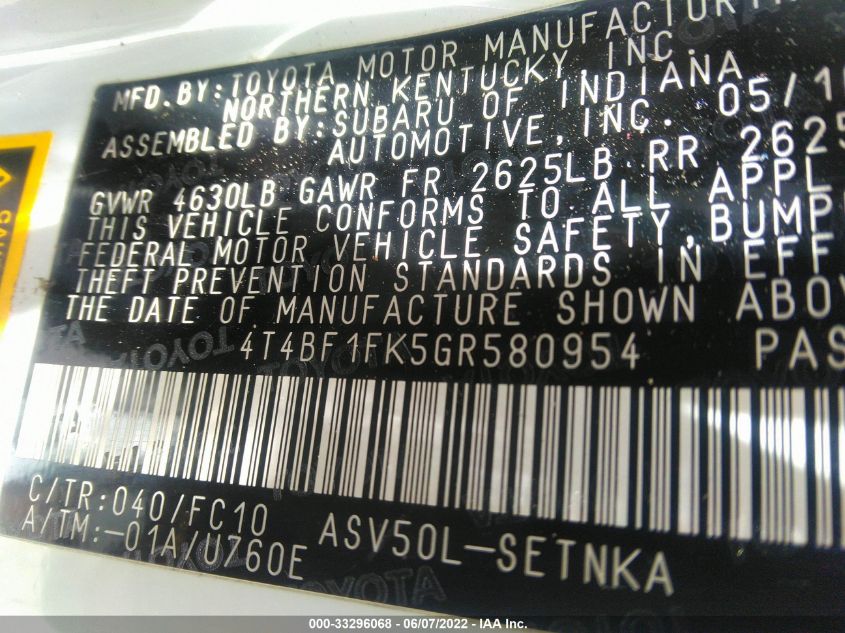 MFD. BY: TOYOTA MOTOR MANUFACTURI
NORTHERN KENTUCKY, INC.
ASSEMBLED BY: SUBARU OF INDIANA
AUTOMOTIVE, INC. 05/1
GVWR 4630LB GAWR FR 2625LB RR 2625
THIS VEHICLE CONFORMS TO ALL APPL
FEDERAL MOTOR VEHICLE SAFETY, BUMP
THEFT PREVENTION STANDARDS IN EFF
THE DATE OF MANUFACTURE SHOWN ABOV
4T4BF1FK5GR580954 PAS
C/TR: 040/FC10
A/TM: -01A/U760E
ASV50L-SETNKA
000-33296068 - 06/07/2022 - IAA Inc.